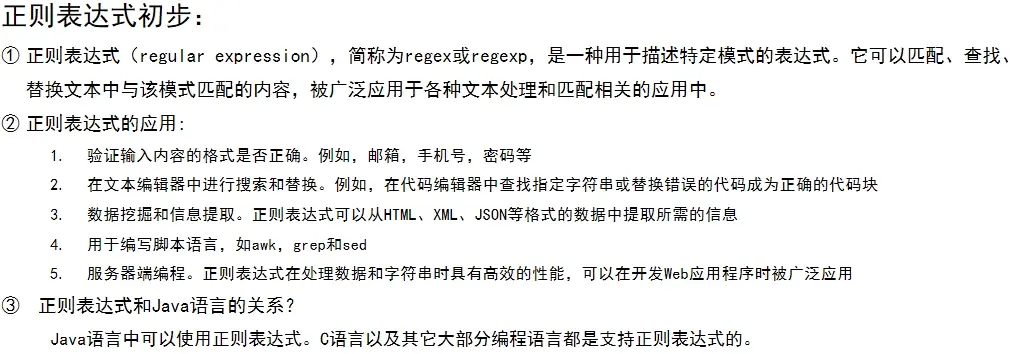 正则表达式初步：
① 正则表达式（regular expression），简称为regex或regexp，是一种用于描述特定模式的表达式。它可以匹配、查找、
替换文本中与该模式匹配的内容，被广泛应用于各种文本处理和匹配相关的应用中。
② 正则表达式的应用：
1. 验证输入内容的格式是否正确。例如，邮箱，手机号，密码等
2. 在文本编辑器中进行搜索和替换。例如，在代码编辑器中查找指定字符串或替换错误的代码成为正确的代码块
3. 数据挖掘和信息提取。正则表达式可以从HTML、XML、JSON等格式的数据中提取所需的信息
4. 用于编写脚本语言，如awk，grep和sed
5. 服务器端编程。正则表达式在处理数据和字符串时具有高效的性能，可以在开发Web应用程序时被广泛应用
③ 正则表达式和Java语言的关系？
Java语言中可以使用正则表达式。C语言以及其它大部分编程语言都是支持正则表达式的。